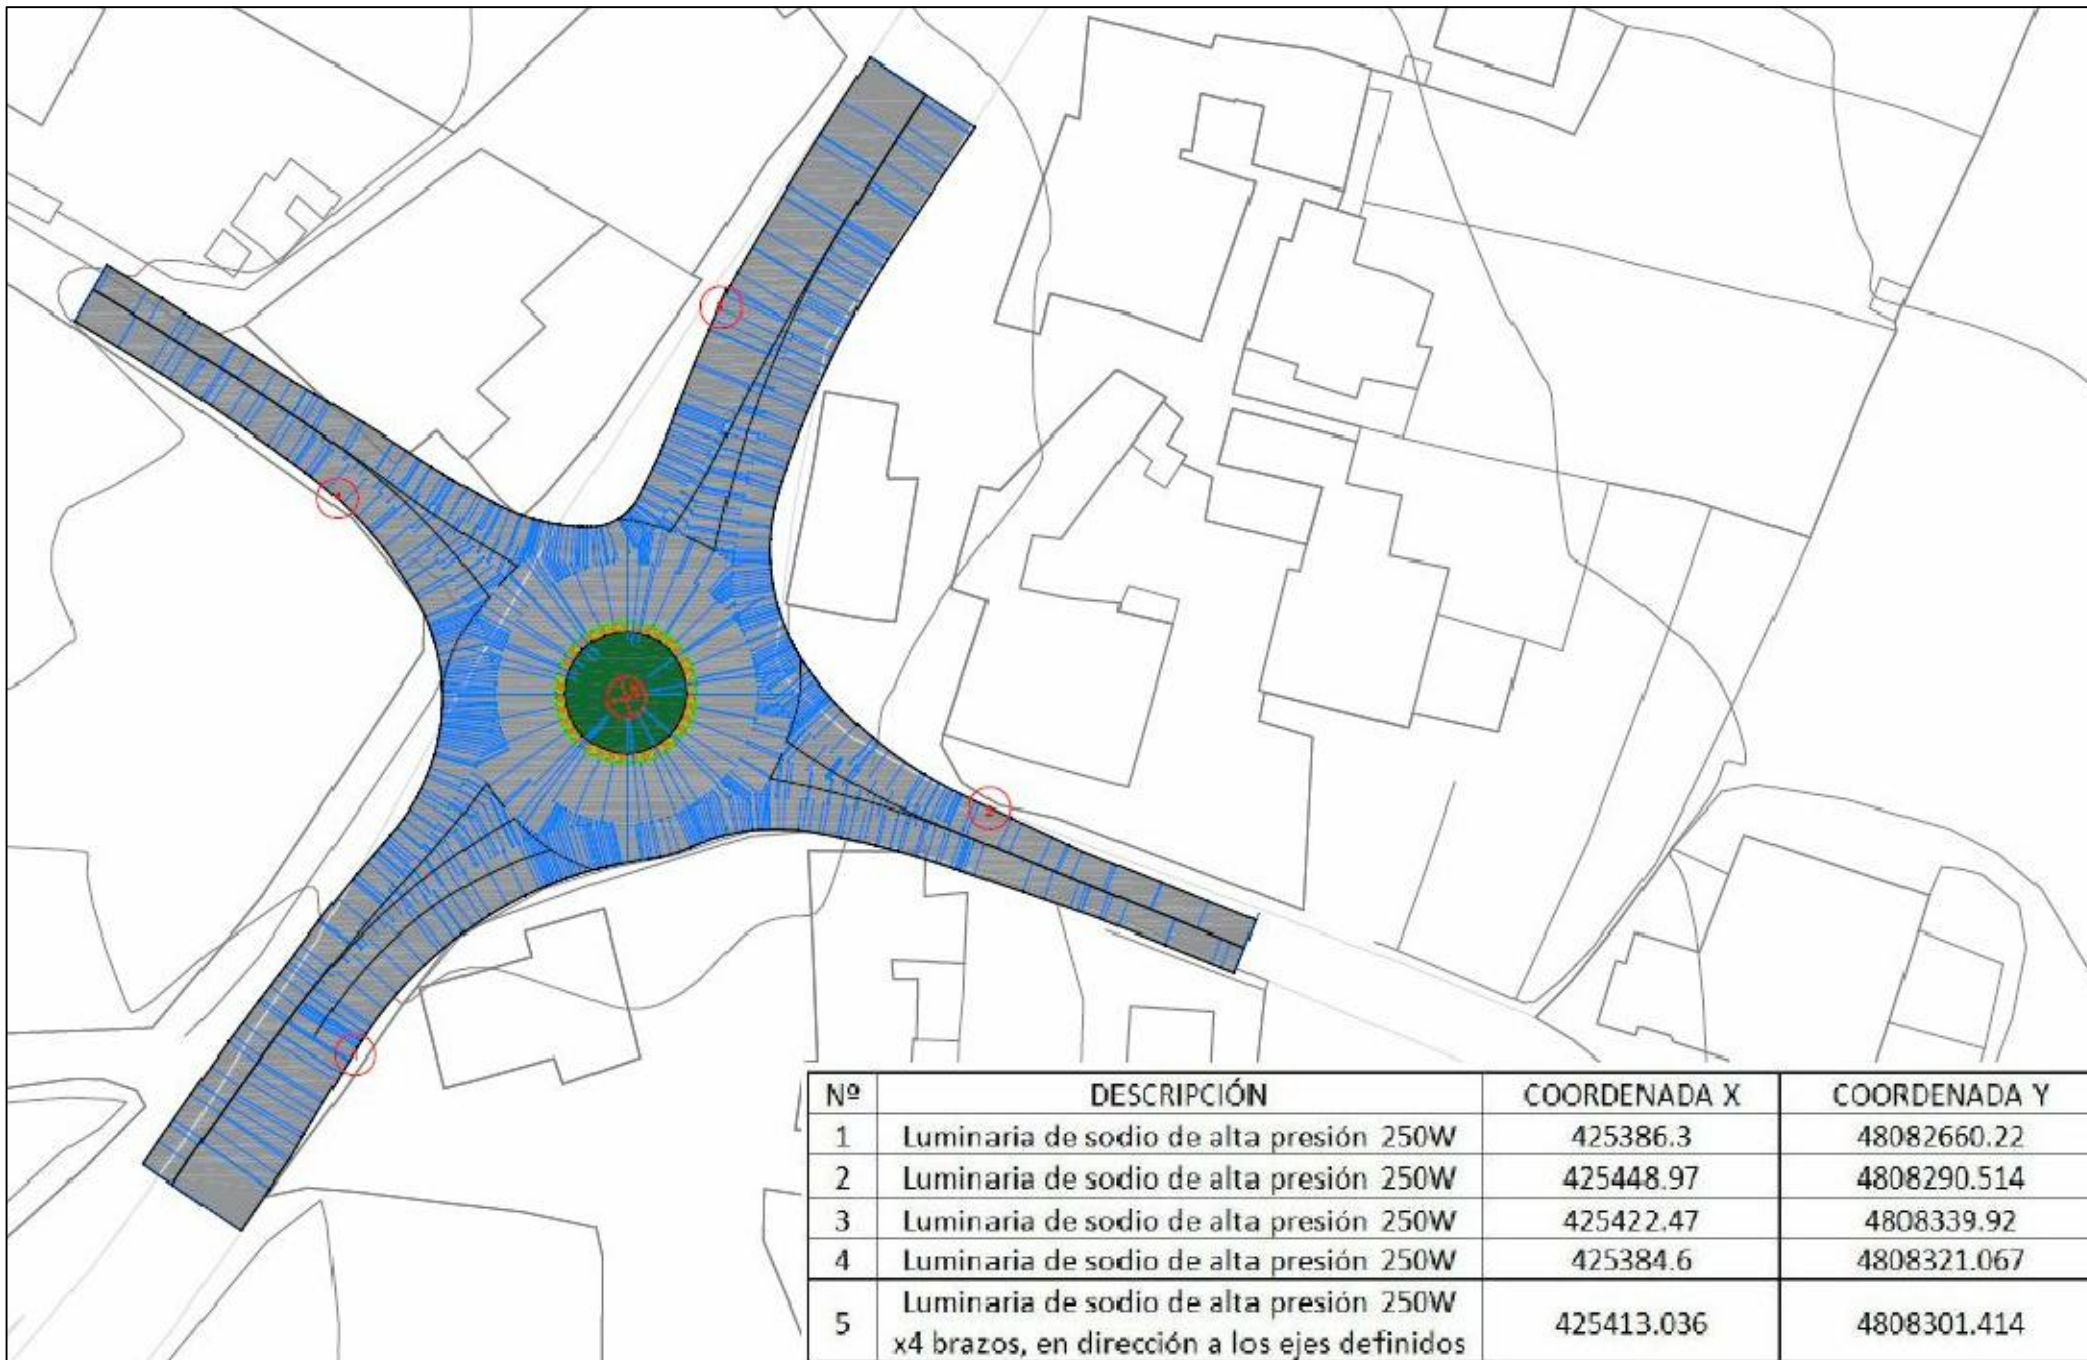 Nº DESCRIPCIÓN COORDENADA X COORDENADA Y
1 Luminaria de sodio de alta presión 250W 425386.3 48082660.22
2 Luminaria de sodio de alta presión 250W 425448.97 4808290.514
3 Luminaria de sodio de alta presión 250W 425422.47 4808339.92
4 Luminaria de sodio de alta presión 250W 425384.6 4808321.067
5 Luminaria de sodio de alta presión 250W
x4 brazos, en dirección a los ejes definidos 425413.036 4808301.414